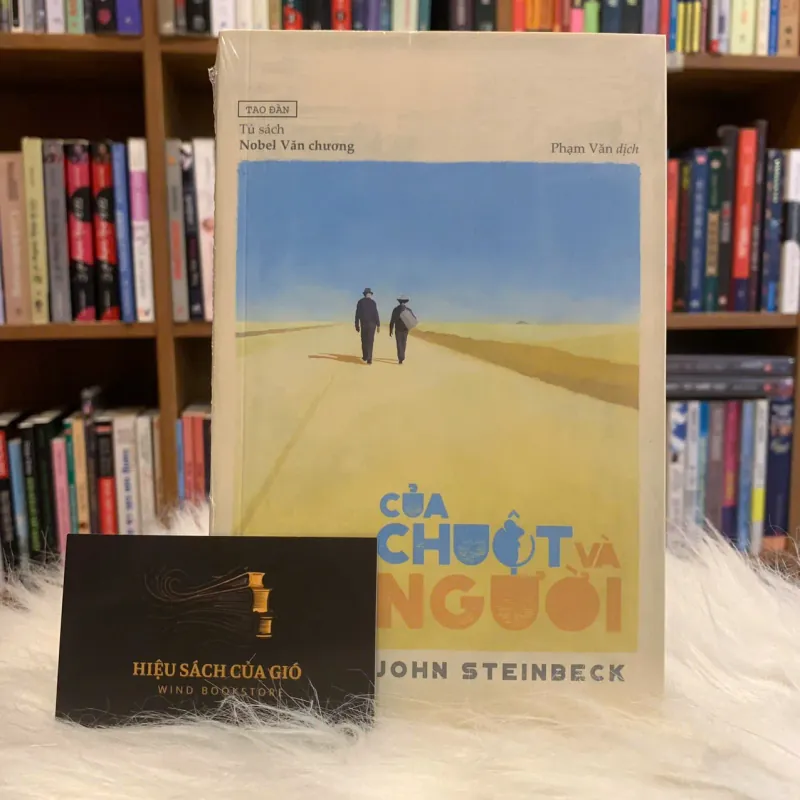 TAO ĐÀN
Tủ sách
Nobel Văn chương
Phạm Văn dịch
CỦA
CHUỘT VÀ
NGƯỜI
JOHN STEINBECK
HIỆU SÁCH CỦA GIÓ
WIND BOOKSTORE